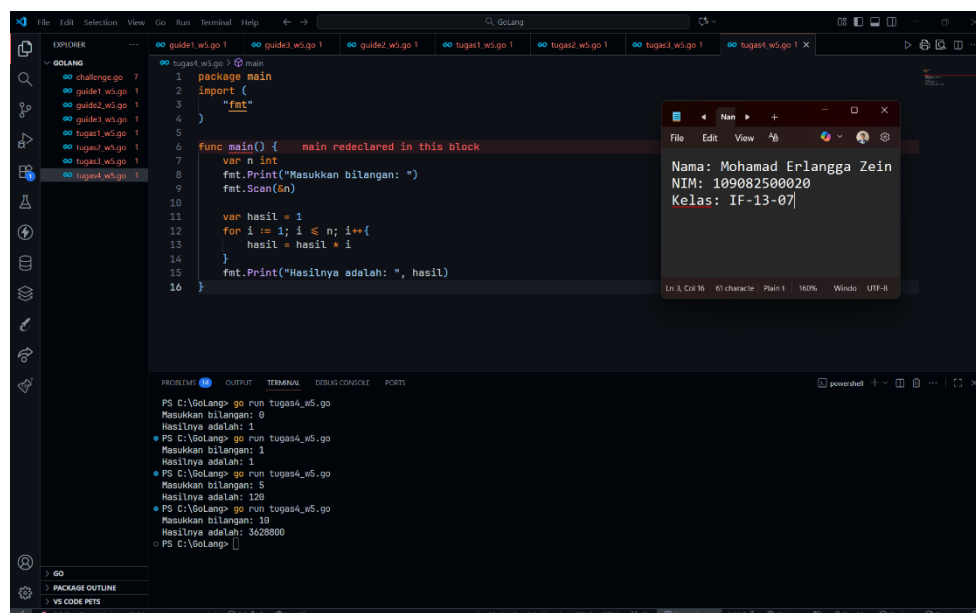 File Edit Selection View Go Run Terminal Help
GoLang
EXPLORER
guide1_w5.go 1 guide3_w5.go 1 guide2_w5.go 1 tugas1_w5.go 1 tugas2_w5.go 1 tugas3_w5.go 1 tugas4_w5.go 1
GOLANG
challenge.go 7
guide1_w5.go 1
guide2_w5.go 1
guide3_w5.go 1
tugas1_w5.go 1
tugas2_w5.go 1
tugas3_w5.go 1
tugas4_w5.go 1
tugas4_w5.go > main
1 package main
2 import (
3 "fmt"
4 )
5
6 func main() { main redeclared in this block
7 var n int
8 fmt.Print("Masukkan bilangan: ")
9 fmt.Scan(&n)
10
11 var hasil = 1
12 for i := 1; i <= n; i++{
13 hasil = hasil * i
14 }
15 fmt.Print("Hasilnya adalah: ", hasil)
16 }
Nan
File Edit View
Nama: Mohamad Erlangga Zein
NIM: 109082500020
Kelas: IF-13-07
Ln 3, Col 16 61 characte Plain t 160% Windo UTF-8
PROBLEMS 14 OUTPUT TERMINAL DEBUG CONSOLE PORTS
powershell
PS C:\GoLang> go run tugas4_w5.go
Masukkan bilangan: 0
Hasilnya adalah: 1
PS C:\GoLang> go run tugas4_w5.go
Masukkan bilangan: 1
Hasilnya adalah: 1
PS C:\GoLang> go run tugas4_w5.go
Masukkan bilangan: 5
Hasilnya adalah: 120
PS C:\GoLang> go run tugas4_w5.go
Masukkan bilangan: 10
Hasilnya adalah: 3628800
PS C:\GoLang>
GO
PACKAGE OUTLINE
VS CODE PETS